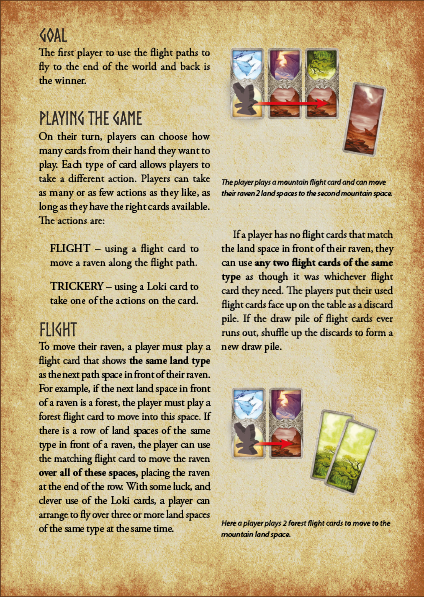 GOAL
The first player to use the flight paths to
fly to the end of the world and back is
the winner.
PLAYING THE GAME
On their turn, players can choose how
many cards from their hand they want to
play. Each type of card allows players to
take a different action. Players can take
as many or as few actions as they like, as
long as they have the right cards available.
The actions are:
FLIGHT – using a flight card to
move a raven along the flight path.
TRICKERY – using a Loki card to
take one of the actions on the card.
FLIGHT
To move their raven, a player must play a
flight card that shows the same land type
as the next path space in front of their raven.
For example, if the next land space in front
of a raven is a forest, the player must play a
forest flight card to move into this space. If
there is a row of land spaces of the same
type in front of a raven, the player can use
the matching flight card to move the raven
over all of these spaces, placing the raven
at the end of the row. With some luck, and
clever use of the Loki cards, a player can
arrange to fly over three or more land spaces
of the same type at the same time.
The player plays a mountain flight card and can move
their raven 2 land spaces to the second mountain space.
If a player has no flight cards that match
the land space in front of their raven, they
can use any two flight cards of the same
type as though it was whichever flight
card they need. The players put their used
flight cards face up on the table as a discard
pile. If the draw pile of flight cards ever
runs out, shuffle up the discards to form a
new draw pile.
Here a player plays 2 forest flight cards to move to the
mountain land space.